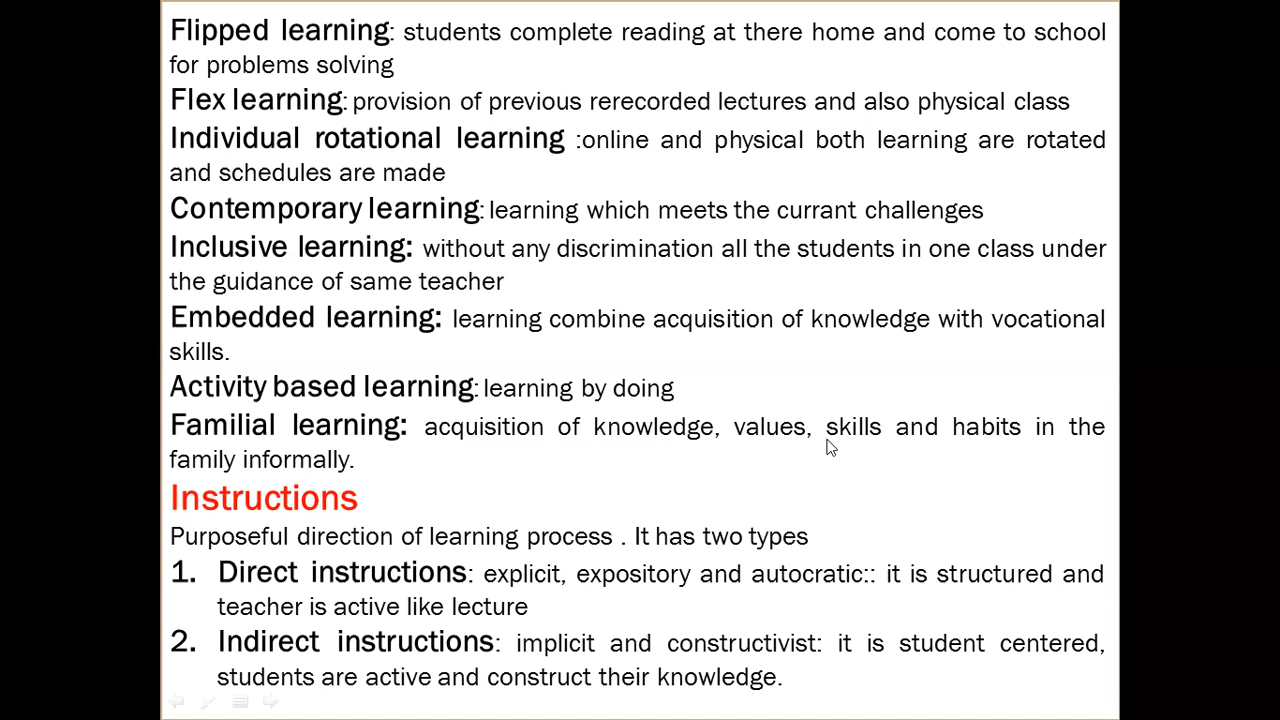 Flipped learning: students complete reading at there home and come to school
for problems solving
Flex learning: provision of previous rerecorded lectures and also physical class
Individual rotational learning :online and physical both learning are rotated
and schedules are made
Contemporary learning: learning which meets the currant challenges
Inclusive learning: without any discrimination all the students in one class under
the guidance of same teacher
Embedded learning: learning combine acquisition of knowledge with vocational
skills.
Activity based learning: learning by doing
Familial learning: acquisition of knowledge, values, skills and habits in the
family informally.
Instructions
Purposeful direction of learning process . It has two types
1. Direct instructions: explicit, expository and autocratic:: it is structured and
teacher is active like lecture
2. Indirect instructions: implicit and constructivist: it is student centered,
students are active and construct their knowledge.